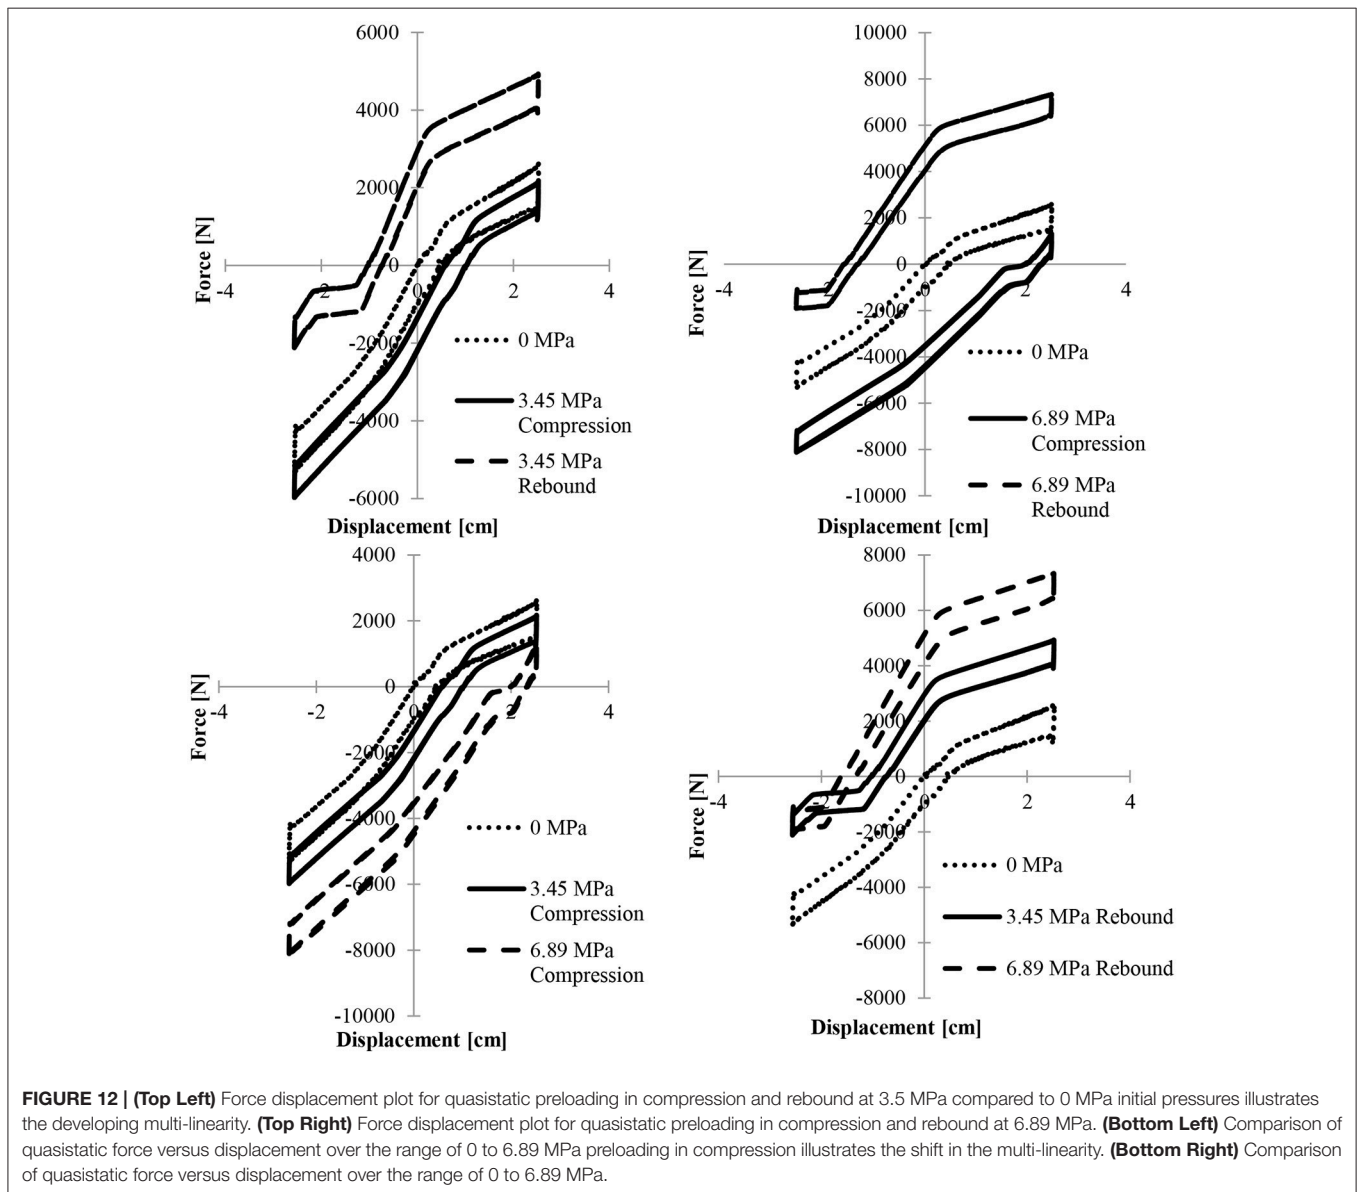 6000
4000
2000
0
-4
-2
0
2
4
-2000
-4000
-6000
Force [N]
Displacement [cm]
0 MPa
3.45 MPa
Compression
3.45 MPa
Rebound
10000
8000
6000
4000
2000
0
-4
-2
0
2
4
-2000
-4000
-6000
-8000
-10000
Force [N]
Displacement [cm]
0 MPa
6.89 MPa
Compression
6.89 MPa
Rebound
4000
2000
0
-4
-2
0
2
4
-2000
-4000
-6000
-8000
-10000
Force [N]
Displacement [cm]
0 MPa
3.45 MPa
Compression
6.89 MPa
Compression
8000
6000
4000
2000
0
-4
-2
0
2
4
-2000
-4000
-6000
-8000
Force [N]
Displacement [cm]
0 MPa
3.45 MPa Rebound
6.89 MPa Rebound
FIGURE 12 | (Top Left) Force displacement plot for quasistatic preloading in compression and rebound at 3.5 MPa compared to 0 MPa initial pressures illustrates
the developing multi-linearity. (Top Right) Force displacement plot for quasistatic preloading in compression and rebound at 6.89 MPa. (Bottom Left) Comparison of
quasistatic force versus displacement over the range of 0 to 6.89 MPa preloading in compression illustrates the shift in the multi-linearity. (Bottom Right) Comparison
of quasistatic force versus displacement over the range of 0 to 6.89 MPa.